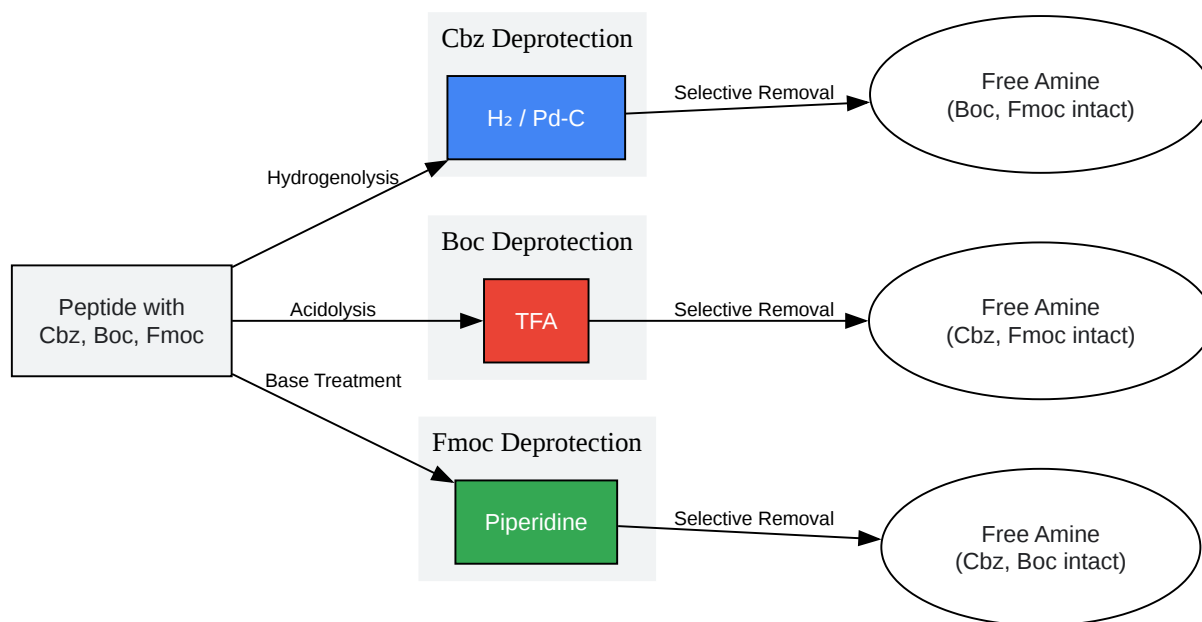 Cbz Deprotection
H₂ / Pd-C
Selective Removal
Free Amine
(Boc, Fmoc intact)
Hydrogenolysis
Boc Deprotection
Peptide with
Cbz, Boc, Fmoc
Acidolysis
TFA
Selective Removal
Free Amine
(Cbz, Fmoc intact)
Base Treatment
Fmoc Deprotection
Piperidine
Selective Removal
Free Amine
(Cbz, Boc intact)